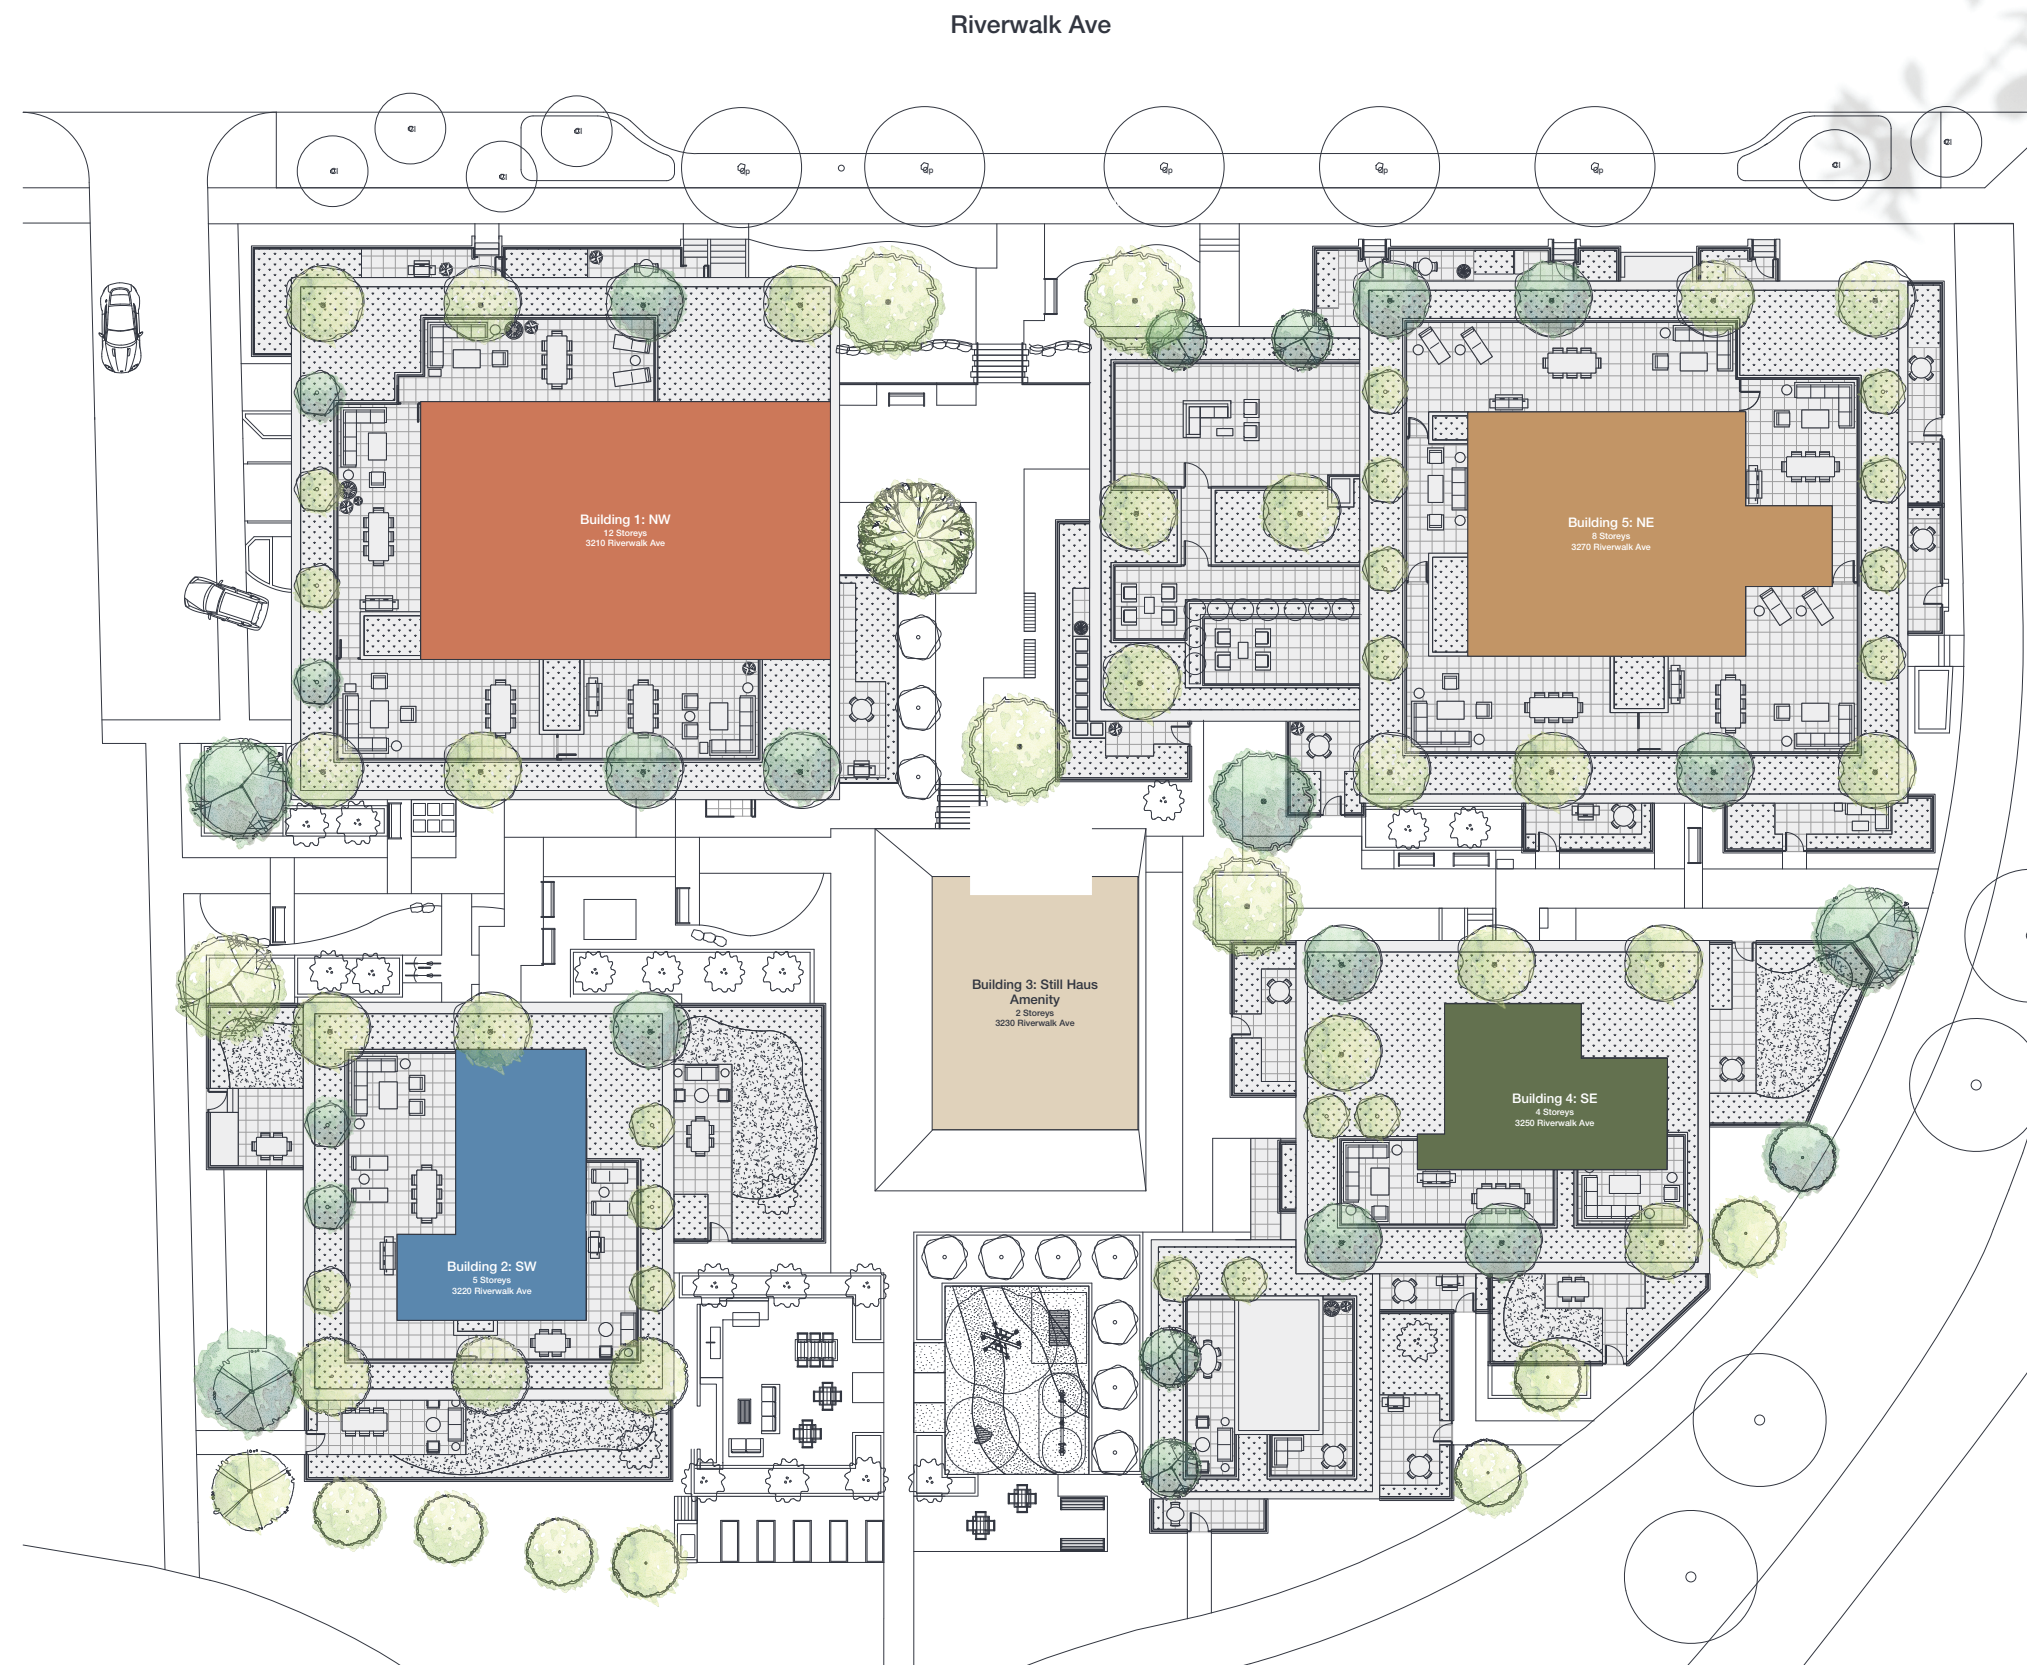 Riverwalk Ave
Building 1: NW
12 Storeys
3210 Riverwalk Ave
Building 5: NE
8 Storeys
3270 Riverwalk Ave
Building 3: Still Haus
Amenity
2 Storeys
3230 Riverwalk Ave
Building 4: SE
4 Storeys
3250 Riverwalk Ave
Building 2: SW
5 Storeys
3220 Riverwalk Ave